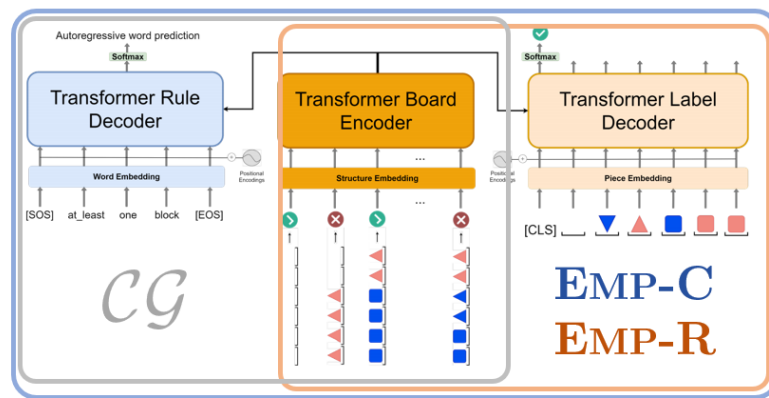 Autoregressive word prediction
Softmax
Transformer Rule
Decoder
Word Embedding
Positional
Encodings
[SOS] at_least one block [EOS]
CG
Transformer Board
Encoder
...
Structure Embedding
...
Softmax
Transformer Label
Decoder
Positional
Encodings
Piece Embedding
[CLS]
EMP-C
EMP-R